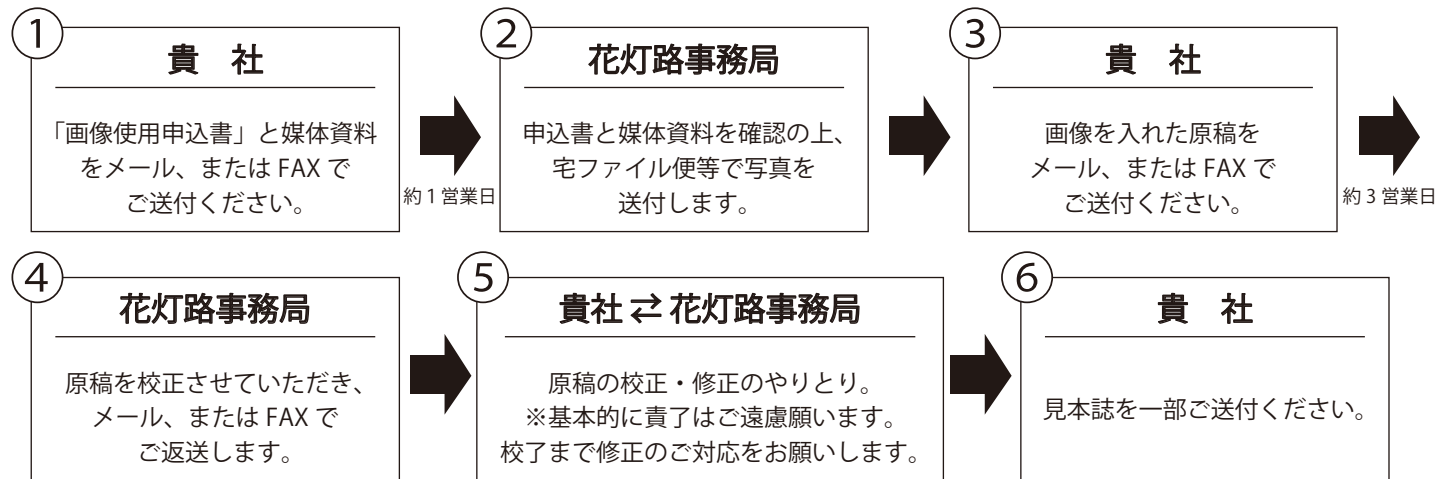 ①
貴　社
「画像使用申込書」と媒体資料
をメール、または FAX で
ご送付ください。
約 1 営業日
②
花灯路事務局
申込書と媒体資料を確認の上、
宅ファイル便等で写真を
送付します。
③
貴　社
画像を入れた原稿を
メール、または FAX で
ご送付ください。
約 3 営業日
④
花灯路事務局
原稿を校正させていただき、
メール、または FAX で
ご返送します。
⑤
貴社 ⇄ 花灯路事務局
原稿の校正・修正のやりとり。
※基本的に責了はご遠慮願います。
校了まで修正のご対応をお願いします。
⑥
貴　社
見本誌を一部ご送付ください。